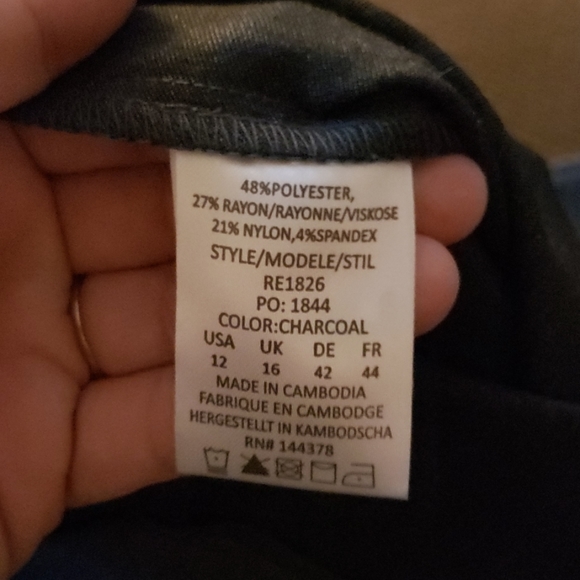 48%POLYESTER,
27% RAYON/RAYONNE/VISKOSE
21% NYLON,4%SPANDEX
STYLE/MODELE/STIL
RE1826
PO: 1844
COLOR:CHARCOAL
USA UK DE FR
12 16 42 44
MADE IN CAMBODIA
FABRIQUE EN CAMBODGE
HERGESTELLT IN KAMBODSCHA
RN# 144378